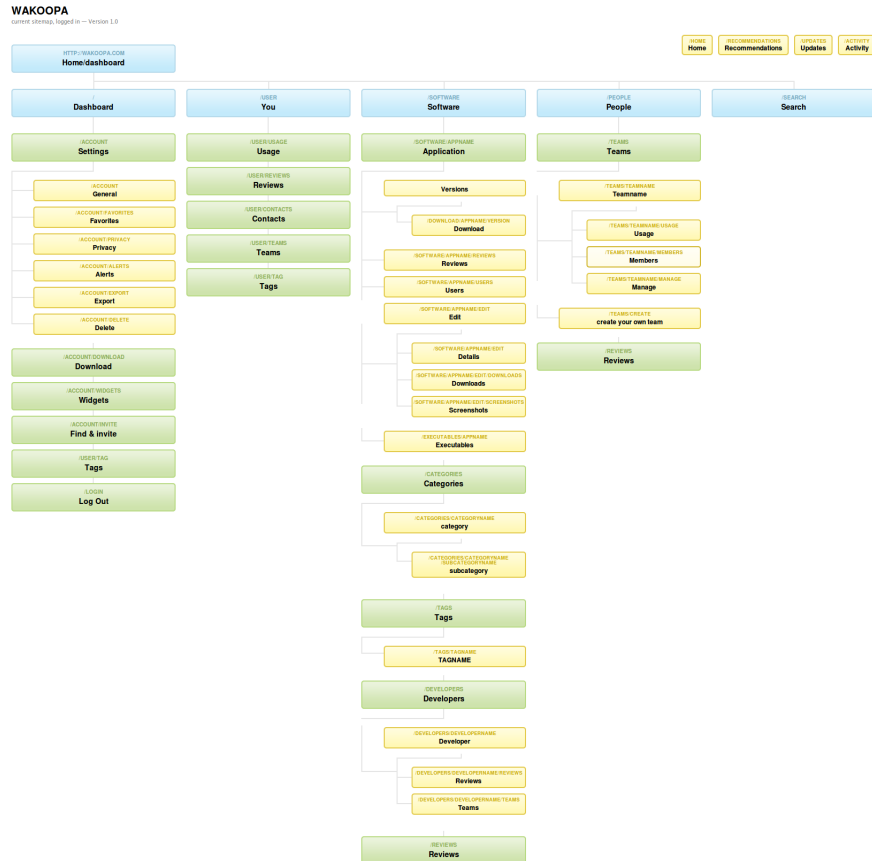 WAKOOPA
current sitemap, logged in — Version 1.0
/HOME
Home
/RECOMMENDATIONS
Recommendations
/UPDATES
Updates
/ACTIVITY
Activity
HTTP://WAKOOPA.COM
Home/dashboard
Dashboard
/USER
You
/SOFTWARE
Software
/PEOPLE
People
/SEARCH
Search
/ACCOUNT
Settings
/ACCOUNT
General
/ACCOUNT/FAVORITES
Favorites
/ACCOUNT/PRIVACY
Privacy
/ACCOUNT/ALERTS
Alerts
/ACCOUNT/EXPORT
Export
/ACCOUNT/DELETE
Delete
/ACCOUNT/DOWNLOAD
Download
/ACCOUNT/WIDGETS
Widgets
/ACCOUNT/INVITE
Find & invite
/USER/TAG
Tags
/LOGIN
Log Out
/USER/USAGE
Usage
/USER/REVIEWS
Reviews
/USER/CONTACTS
Contacts
/USER/TEAMS
Teams
/USER/TAG
Tags
/SOFTWARE/APPNAME
Application
Versions
/DOWNLOAD/APPNAME/VERSION
Download
/SOFTWARE/APPNAME/REVIEWS
Reviews
/SOFTWARE/APPNAME/USERS
Users
/SOFTWARE/APPNAME/EDIT
Edit
/SOFTWARE/APPNAME/EDIT
Details
/SOFTWARE/APPNAME/EDIT/DOWNLOADS
Downloads
/SOFTWARE/APPNAME/EDIT/SCREENSHOTS
Screenshots
/EXECUTABLES/APPNAME
Executables
/CATEGORIES
Categories
/CATEGORIES/CATEGORYNAME
category
/CATEGORIES/CATEGORYNAME
/SUBCATEGORYNAME
subcategory
/TAGS
Tags
/TAGS/TAGNAME
TAGNAME
/DEVELOPERS
Developers
/DEVELOPERS/DEVELOPERNAME
Developer
/DEVELOPERS/DEVELOPERNAME/REVIEWS
Reviews
/DEVELOPERS/DEVELOPERNAME/TEAMS
Teams
/REVIEWS
Reviews
/TEAMS
Teams
/TEAMS/TEAMNAME
Teamname
/TEAMS/TEAMNAME/USAGE
Usage
/TEAMS/TEAMNAME/MEMBERS
Members
/TEAMS/TEAMNAME/MANAGE
Manage
/TEAMS/CREATE
create your own team
/REVIEWS
Reviews